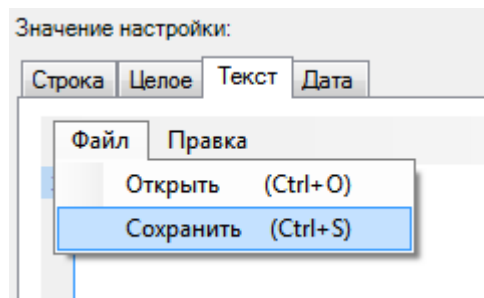 Значение настройки:
Строка Целое Текст Дата
Файл Правка
Открыть (Ctrl+O)
Сохранить (Ctrl+S)